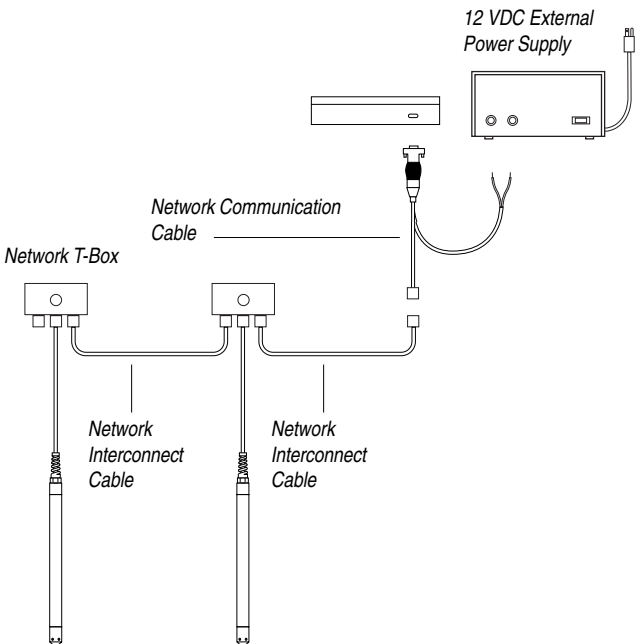 12 VDC External
Power Supply
Network Communication
Cable
Network T-Box
Network
Interconnect
Cable
Network
Interconnect
Cable